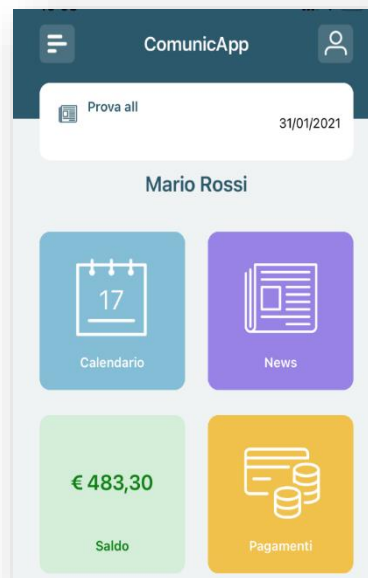 ComunicApp
Prova all
31/01/2021
Mario Rossi
17
Calendario
News
€ 483,30
Saldo
Pagamenti